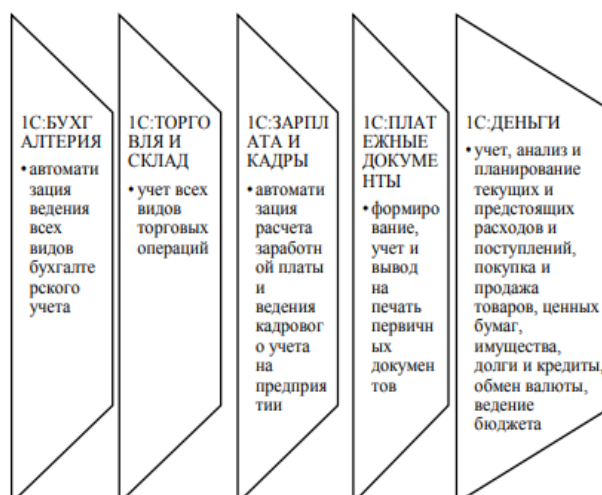 1С:БУХГ
АЛТЕРИЯ
• автомати
зация
ведения
всех
видов
бухгалте
рского
учета
1С:ТОРГО
ВЛЯ И
СКЛАД
• учет всех
видов
торговых
операций
1С:ЗАРПЛ
АТА И
КАДРЫ
• автомати
зация
расчета
заработн
ой платы
и
ведения
кадровог
о учета
на
предприя
тии
1С:ПЛАТ
ЕЖНЫЕ
ДОКУМЕ
НТЫ
• формиро
вание,
учет и
вывод
на
печать
первичн
ых
докумен
тов
1С:ДЕНЬГИ
• учет, анализ и
планирование
текущих и
предстоящих
расходов и
поступлений,
покупка и
продажа
товаров, ценных
бумаг,
имущества,
долги и кредиты,
обмен валюты,
ведение
бюджета